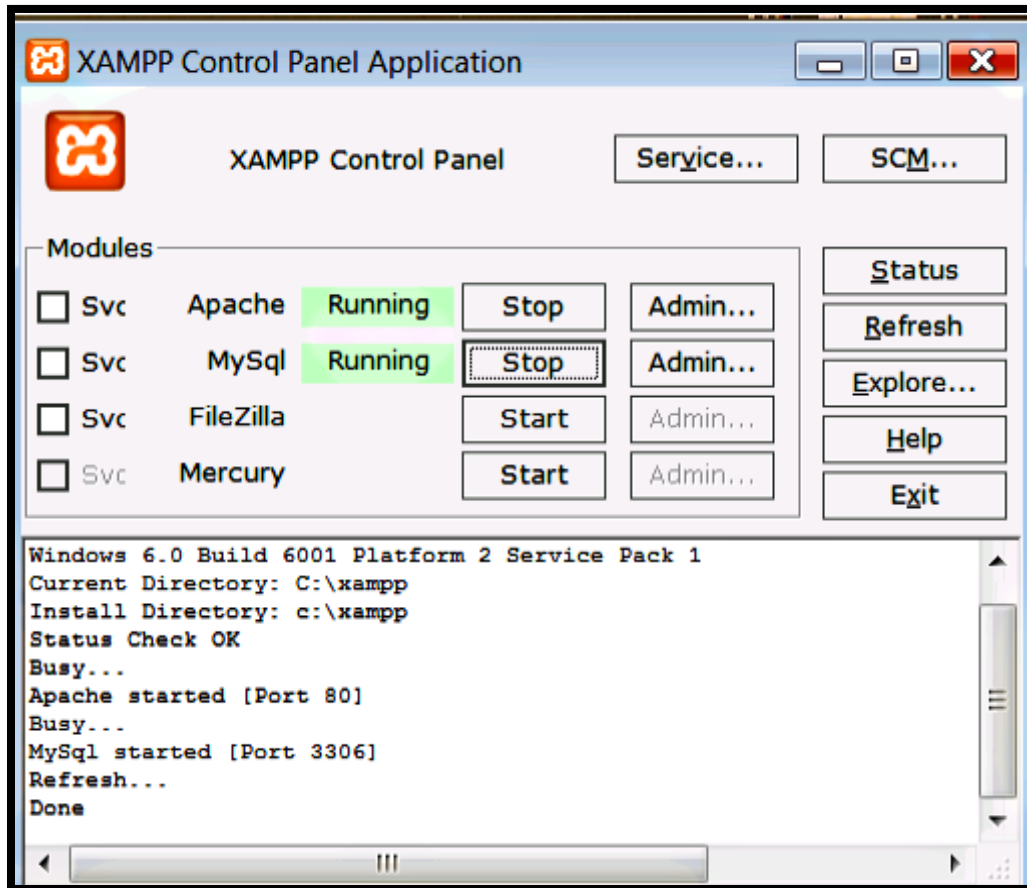 XAMPP Control Panel Application
XAMPP Control Panel Service... SCM...
Modules
Status
Svc Apache Running Stop Admin...
Refresh
Svc MySql Running Stop Admin...
Explore...
Svc FileZilla Start Admin...
Help
Svc Mercury Start Admin...
Exit
Windows 6.0 Build 6001 Platform 2 Service Pack 1
Current Directory: C:\xampp
Install Directory: c:\xampp
Status Check OK
Busy...
Apache started [Port 80]
Busy...
MySql started [Port 3306]
Refresh...
Done